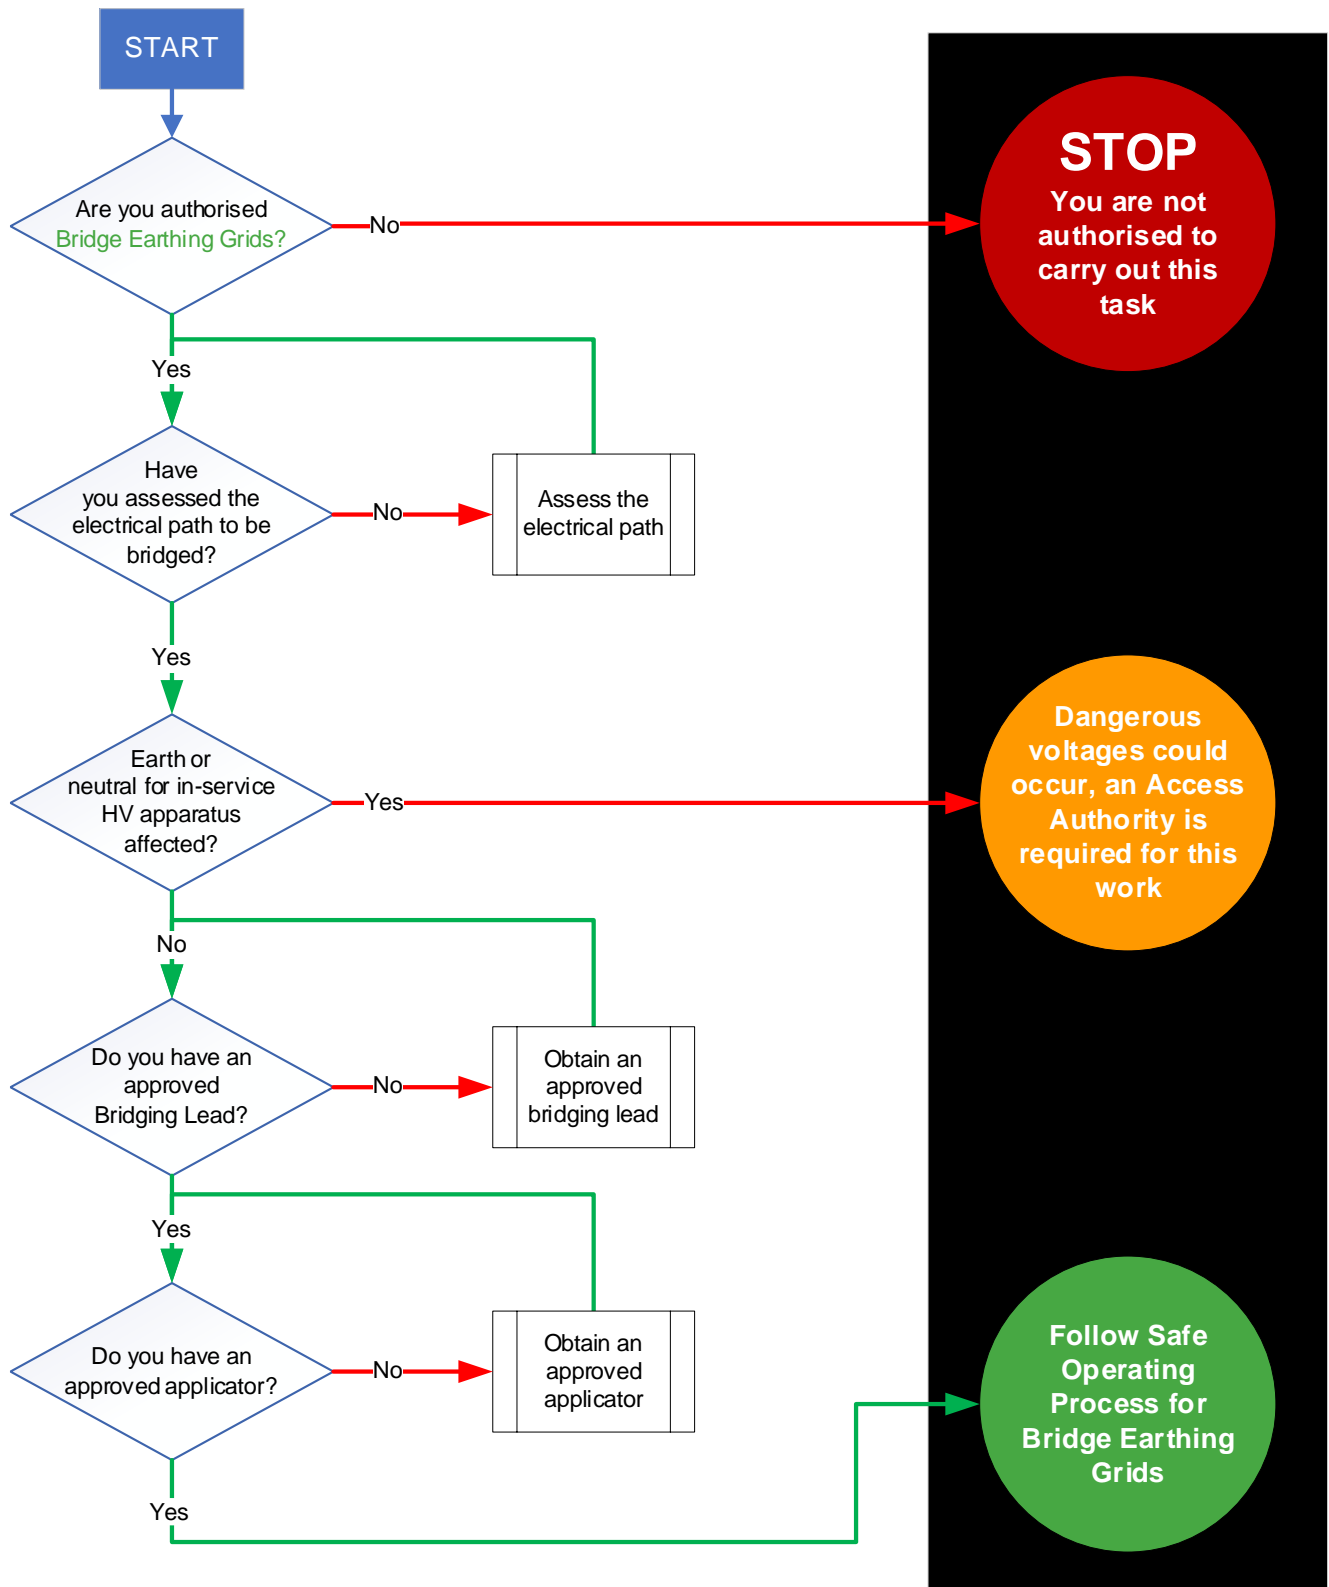 START
Are you authorised
Bridge Earthing Grids?
No
STOP
You are not
authorised to
carry out this
task
Yes
Have
you assessed the
electrical path to be
bridged?
No
Assess the
electrical path
Yes
Earth or
neutral for in-service
HV apparatus
affected?
Yes
Dangerous
voltages could
occur, an Access
Authority is
required for this
work
No
Do you have an
approved
Bridging Lead?
No
Obtain an
approved
bridging lead
Yes
Do you have an
approved applicator?
No
Obtain an
approved
applicator
Yes
Follow Safe
Operating
Process for
Bridge Earthing
Grids